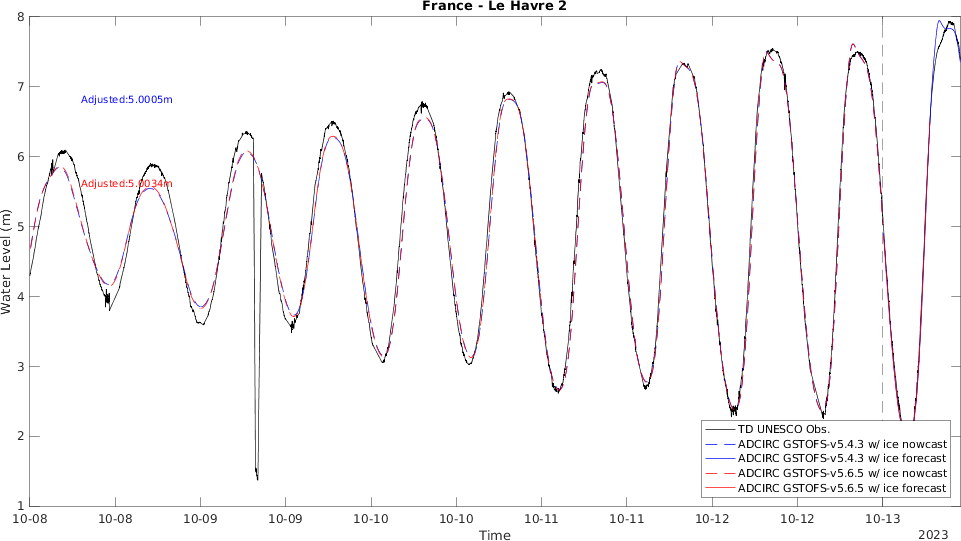 France - Le Havre 2
8
7
6
5
4
3
2
1
Water Level (m)
Adjusted:5.0005m
Adjusted:5.0034m
TD UNESCO Obs.
ADCIRC GSTOFS-v5.4.3 w/ ice nowcast
ADCIRC GSTOFS-v5.4.3 w/ ice forecast
ADCIRC GSTOFS-v5.6.5 w/ ice nowcast
ADCIRC GSTOFS-v5.6.5 w/ ice forecast
10-08 10-08 10-09 10-09 10-10 10-10 10-11 10-11 10-12 10-12 10-13
Time
2023